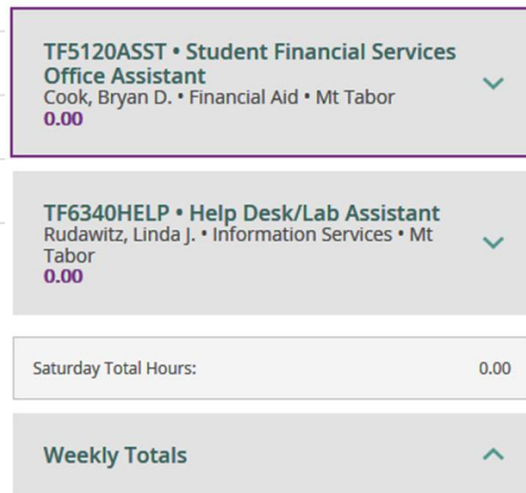 TF5120ASST • Student Financial Services
Office Assistant
Cook, Bryan D. • Financial Aid • Mt Tabor
0.00
TF6340HELP • Help Desk/Lab Assistant
Rudawitz, Linda J. • Information Services • Mt
Tabor
0.00
Saturday Total Hours: 0.00
Weekly Totals